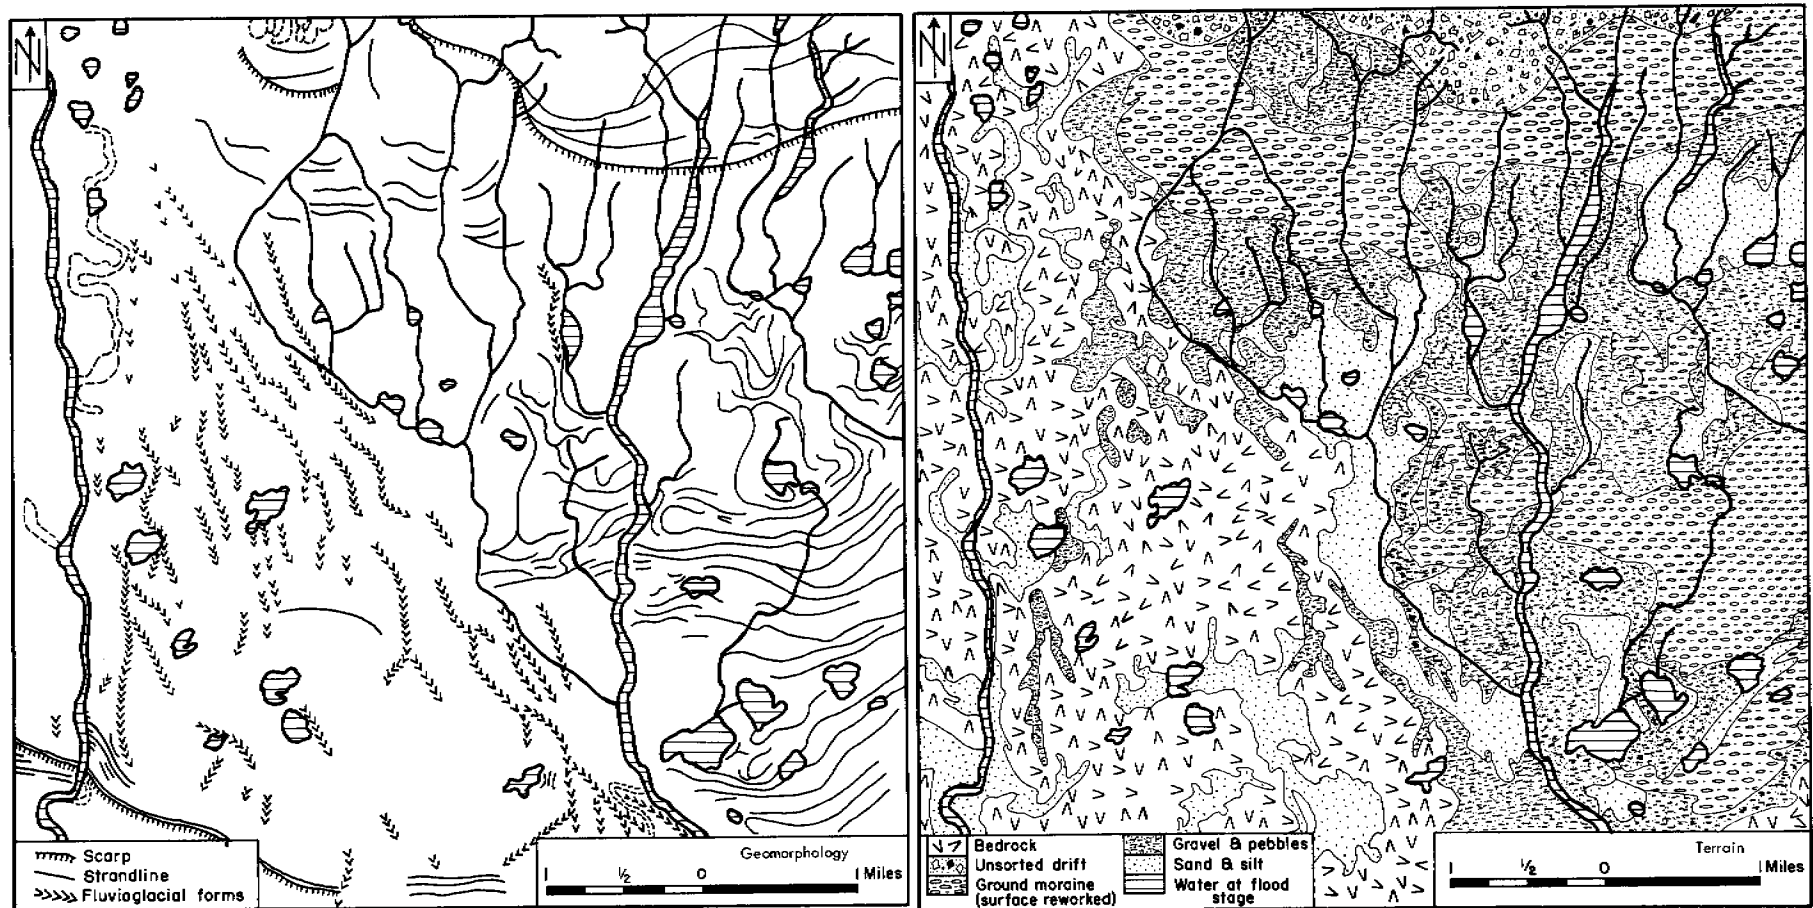 N
Scarp
Strandline
Fluvioglacial forms
Geomorphology
1 ½ 0 1 Miles
N
Bedrock
Unsorted drift
Ground moraine
(surface reworked)
Gravel & pebbles
Sand & silt
Water at flood
stage
Terrain
1 ½ 0 1 Miles